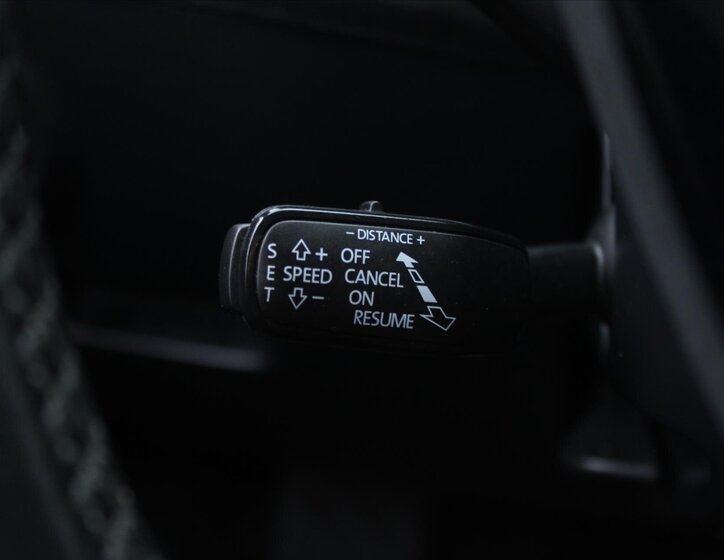 – DISTANCE +
S + OFF
E SPEED CANCEL
T – ON
RESUME